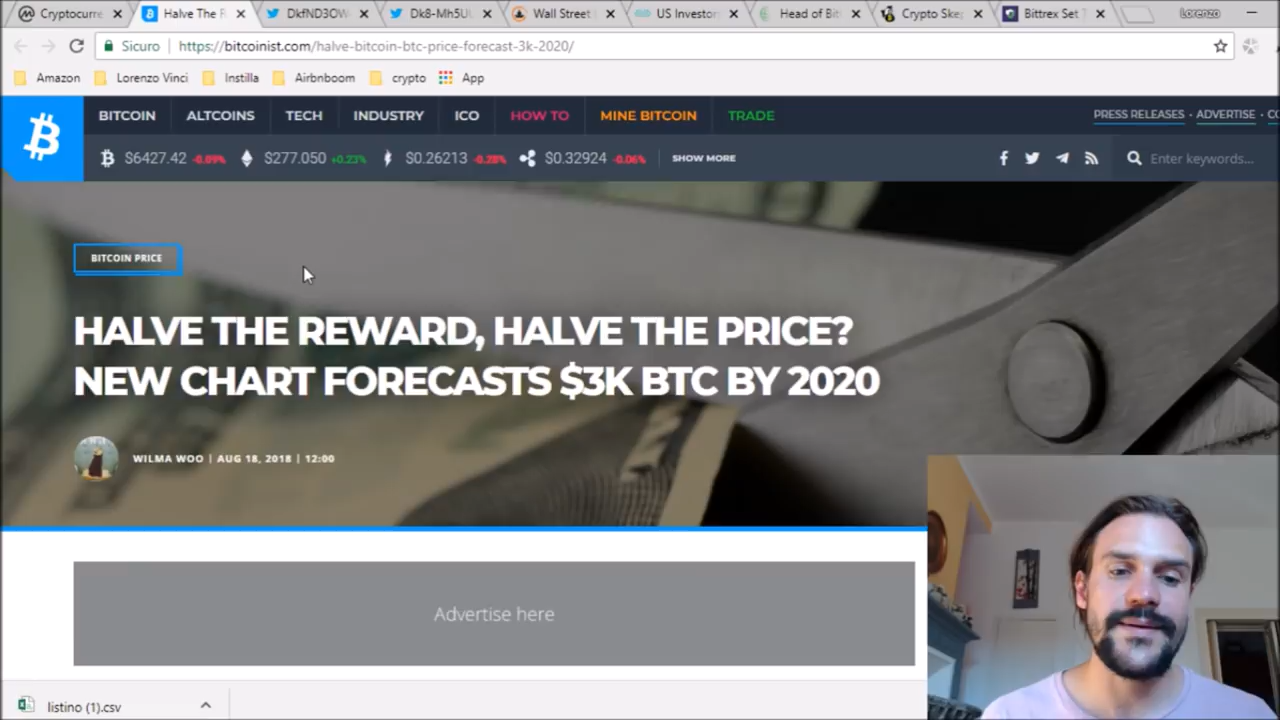 Cryptocurre
Halve The R
DkfND3OW
Dk8-Mh5U
Wall Street
US Investor
Head of Bit
Crypto Ske
Bittrex Set T
Lorenzo
Sicuro
https://bitcoinist.com/halve-bitcoin-btc-price-forecast-3k-2020/
Amazon
Lorenzo Vinci
Instilla
Airbnboom
crypto
App
BITCOIN
ALTCOINS
TECH
INDUSTRY
ICO
HOW TO
MINE BITCOIN
TRADE
PRESS RELEASES - ADVERTISE - CO
$6427.42 -0.09%
$277.050 +0.23%
$0.26213 -0.28%
$0.32924 -0.06%
SHOW MORE
Enter keywords...
BITCOIN PRICE
HALVE THE REWARD, HALVE THE PRICE?
NEW CHART FORECASTS $3K BTC BY 2020
WILMA WOO | AUG 18, 2018 | 12:00
Advertise here
listino (1).csv